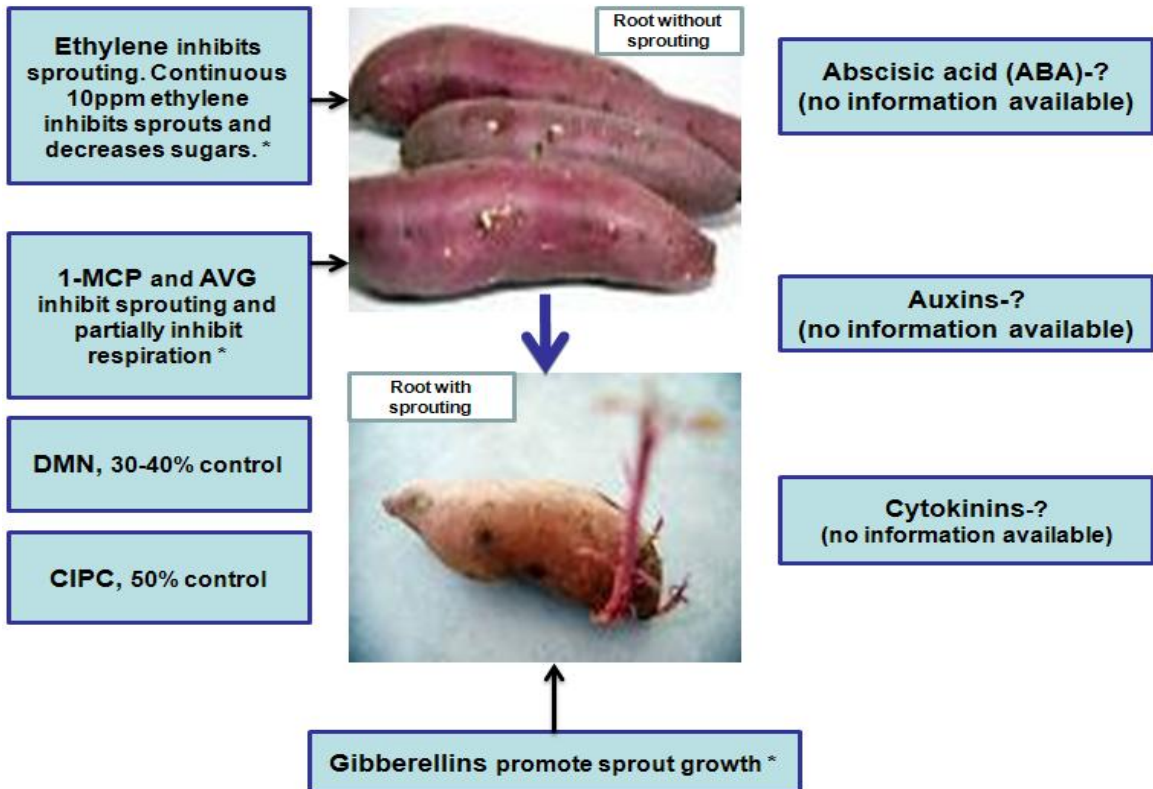 Ethylene inhibits
sprouting. Continuous
10ppm ethylene
inhibits sprouts and
decreases sugars. *
1-MCP and AVG
inhibit sprouting and
partially inhibit
respiration *
DMN, 30-40% control
CIPC, 50% control
Root without
sprouting
Root with
sprouting
Gibberellins promote sprout growth *
Abscisic acid (ABA)-?
(no information available)
Auxins-?
(no information available)
Cytokinins-?
(no information available)